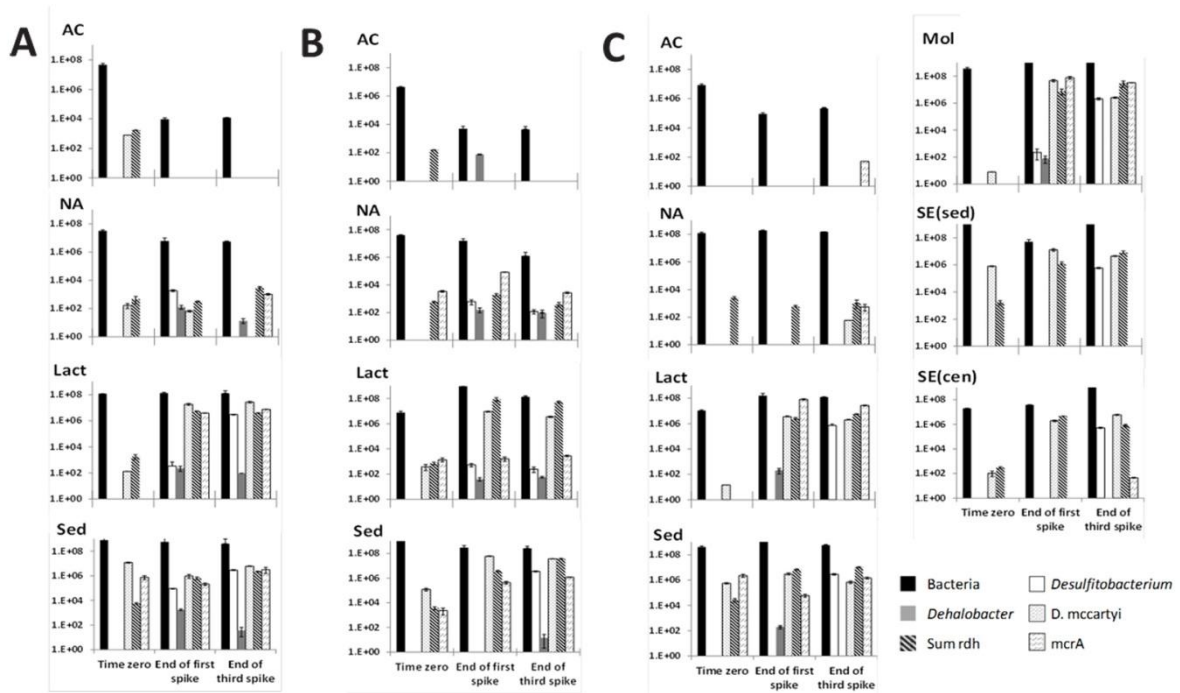 A
AC
1.E+08
1.E+06
1.E+04
1.E+02
1.E+00
NA
1.E+08
1.E+06
1.E+04
1.E+02
1.E+00
Lact
1.E+08
1.E+06
1.E+04
1.E+02
1.E+00
Sed
1.E+08
1.E+06
1.E+04
1.E+02
1.E+00
Time zero End of first End of
spike third spike
B
AC
1.E+08
1.E+06
1.E+04
1.E+02
1.E+00
NA
1.E+08
1.E+06
1.E+04
1.E+02
1.E+00
Lact
1.E+08
1.E+06
1.E+04
1.E+02
1.E+00
Sed
1.E+08
1.E+06
1.E+04
1.E+02
1.E+00
Time zero End of first End of
spike third spike
C
AC
1.E+08
1.E+06
1.E+04
1.E+02
1.E+00
NA
1.E+08
1.E+06
1.E+04
1.E+02
1.E+00
Lact
1.E+08
1.E+06
1.E+04
1.E+02
1.E+00
Sed
1.E+08
1.E+06
1.E+04
1.E+02
1.E+00
Time zero End of first End of
spike third spike
Mol
1.E+08
1.E+06
1.E+04
1.E+02
1.E+00
SE(sed)
1.E+08
1.E+06
1.E+04
1.E+02
1.E+00
SE(cen)
1.E+08
1.E+06
1.E+04
1.E+02
1.E+00
Time zero End of first End of
spike third spike
Bacteria Desulfitobacterium
Dehalobacter D. mccartyi
Sum rdh mcrA